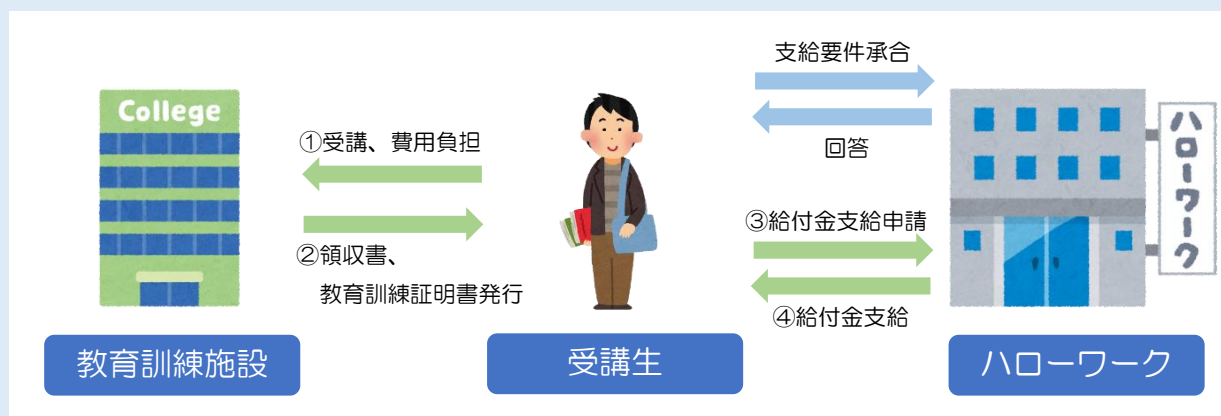 College
①受講、費用負担
②領収書、
教育訓練証明書発行
支給要件承合
回答
③給付金支給申請
④給付金支給
ハローワーク
教育訓練施設
受講生
ハローワーク